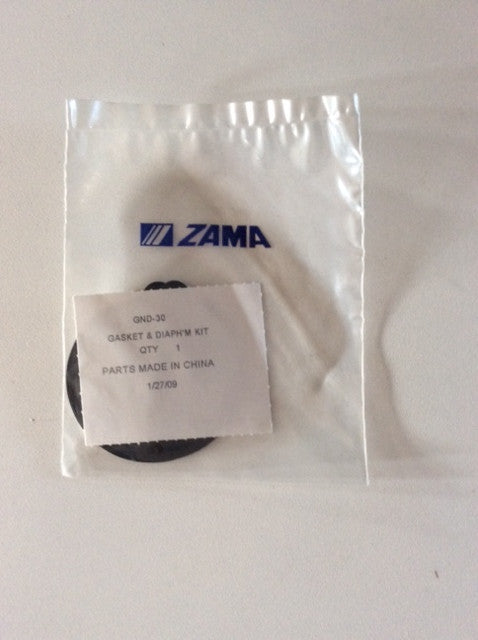 ZAMA
GND-30
GASKET & DIAPH'M KIT
QTY 1
PARTS MADE IN CHINA
1/27/09